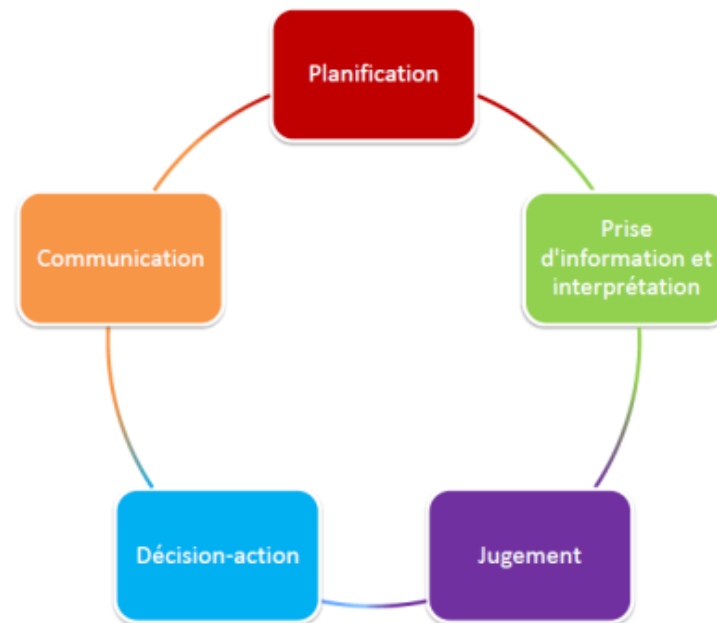 Planification
Prise
d'information et
interprétation
Jugement
Décision-action
Communication